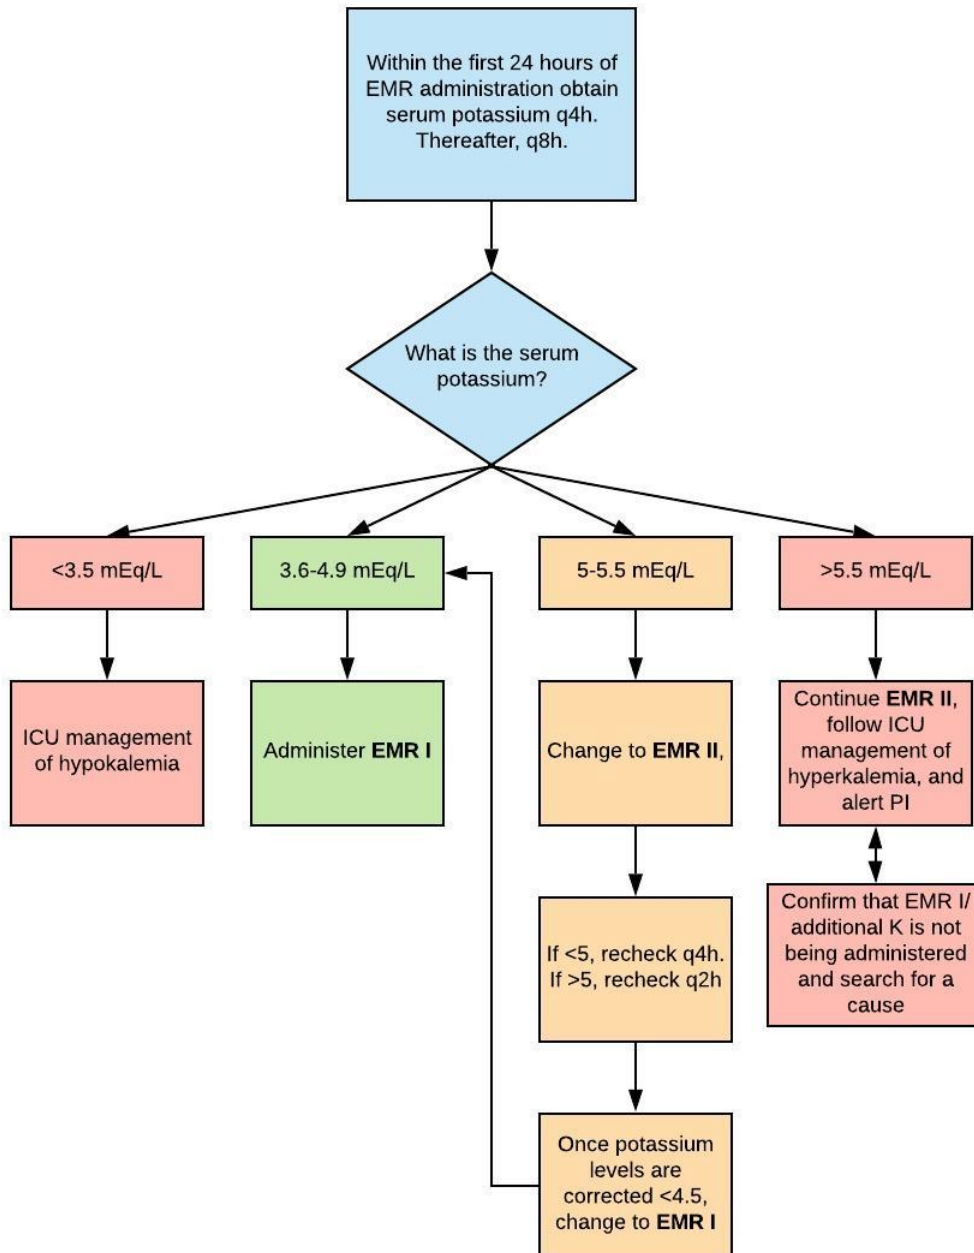 Within the first 24 hours of
EMR administration obtain
serum potassium q4h.
Thereafter, q8h.
What is the serum
potassium?
<3.5 mEq/L
3.6-4.9 mEq/L
5-5.5 mEq/L
>5.5 mEq/L
ICU management
of hypokalemia
Administer EMR I
Change to EMR II,
Continue EMR II,
follow ICU
management of
hyperkalemia, and
alert PI
If <5, recheck q4h.
If >5, recheck q2h
Confirm that EMR I/
additional K is not
being administered
and search for a
cause
Once potassium
levels are
corrected <4.5,
change to EMR I